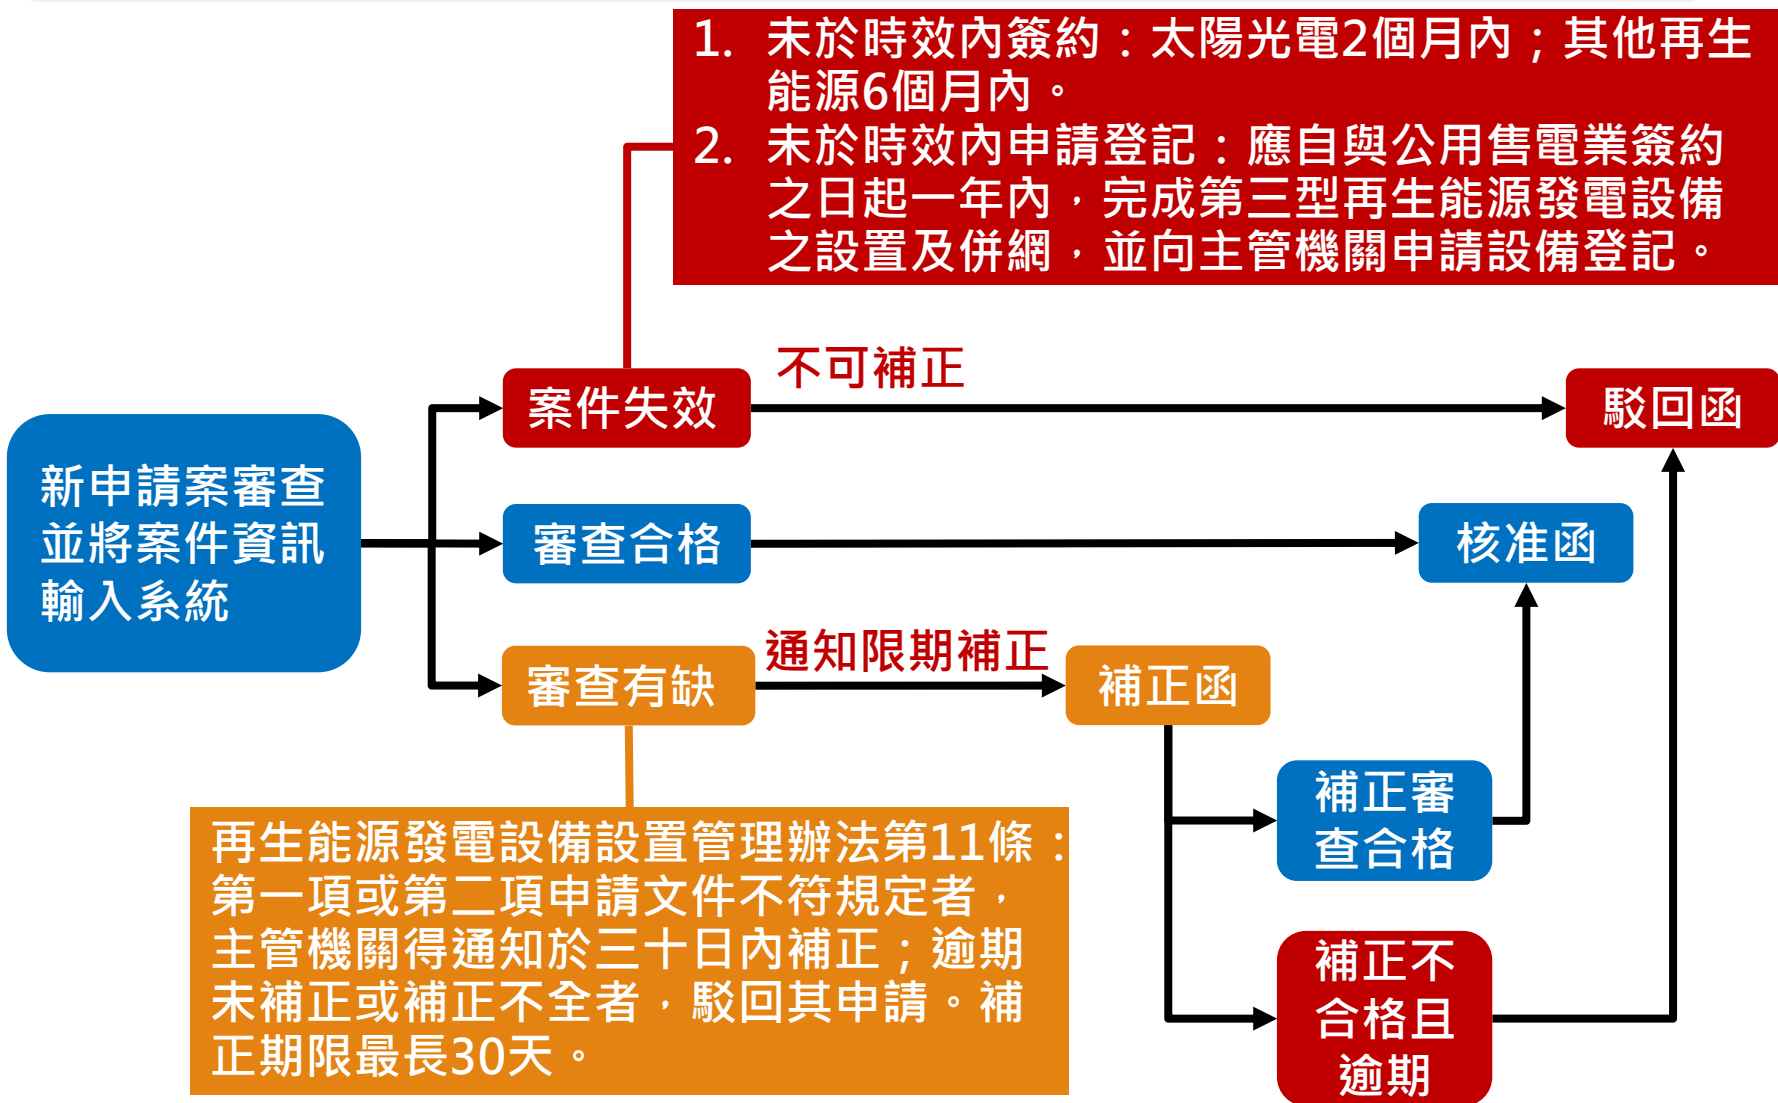 1. 未於時效內簽約：太陽光電2個月內；其他再生
能源6個月內。
2. 未於時效內申請登記：應自與公用售電業簽約
之日起一年內，完成第三型再生能源發電設備
之設置及併網，並向主管機關申請設備登記。
不可補正
案件失效
駁回函
新申請案審查
並將案件資訊
輸入系統
審查合格
核准函
通知限期補正
審查有缺
補正函
補正審
查合格
再生能源發電設備設置管理辦法第11條：
第一項或第二項申請文件不符規定者，
主管機關得通知於三十日內補正；逾期
未補正或補正不全者，駁回其申請。補
正期限最長30天。
補正不
合格且
逾期